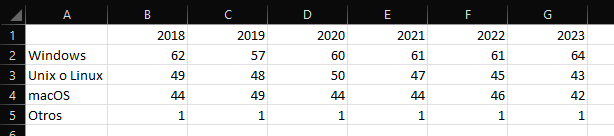 A B C D E F G
1 2018 2019 2020 2021 2022 2023
2 Windows 62 57 60 61 61 64
3 Unix o Linux 49 48 50 47 45 43
4 macOS 44 49 44 44 46 42
5 Otros 1 1 1 1 1 1